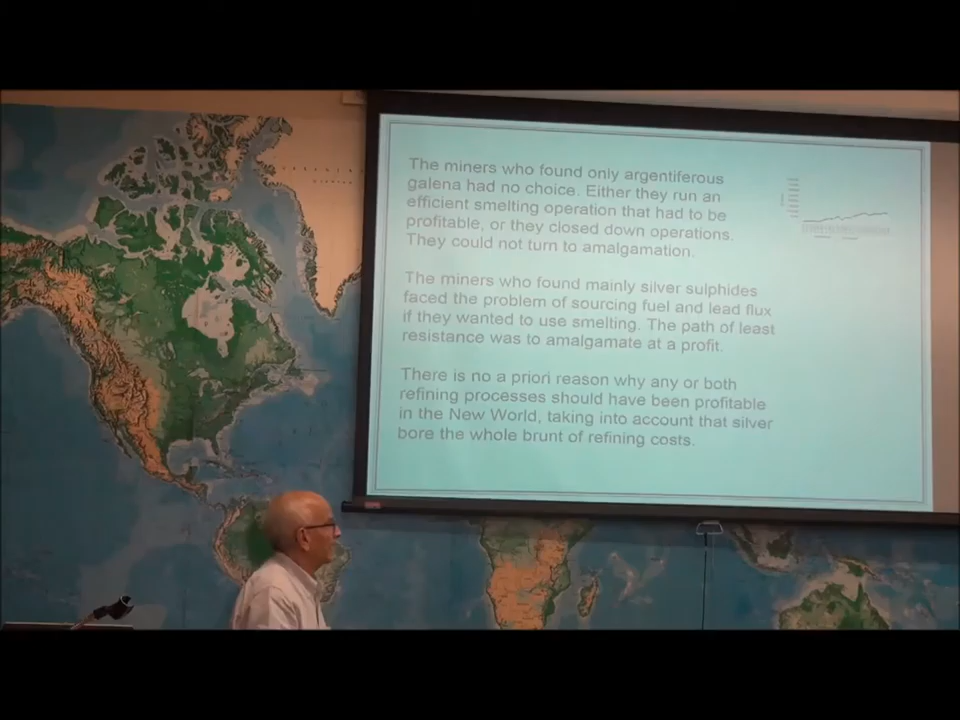 The miners who found only argentiferous
galena had no choice. Either they run an
efficient smelting operation that had to be
profitable, or they closed down operations.
They could not turn to amalgamation.
The miners who found mainly silver sulphides
faced the problem of sourcing fuel and lead flux
if they wanted to use smelting. The path of least
resistance was to amalgamate at a profit.
There is no a priori reason why any or both
refining processes should have been profitable
in the New World, taking into account that silver
bore the whole brunt of refining costs.